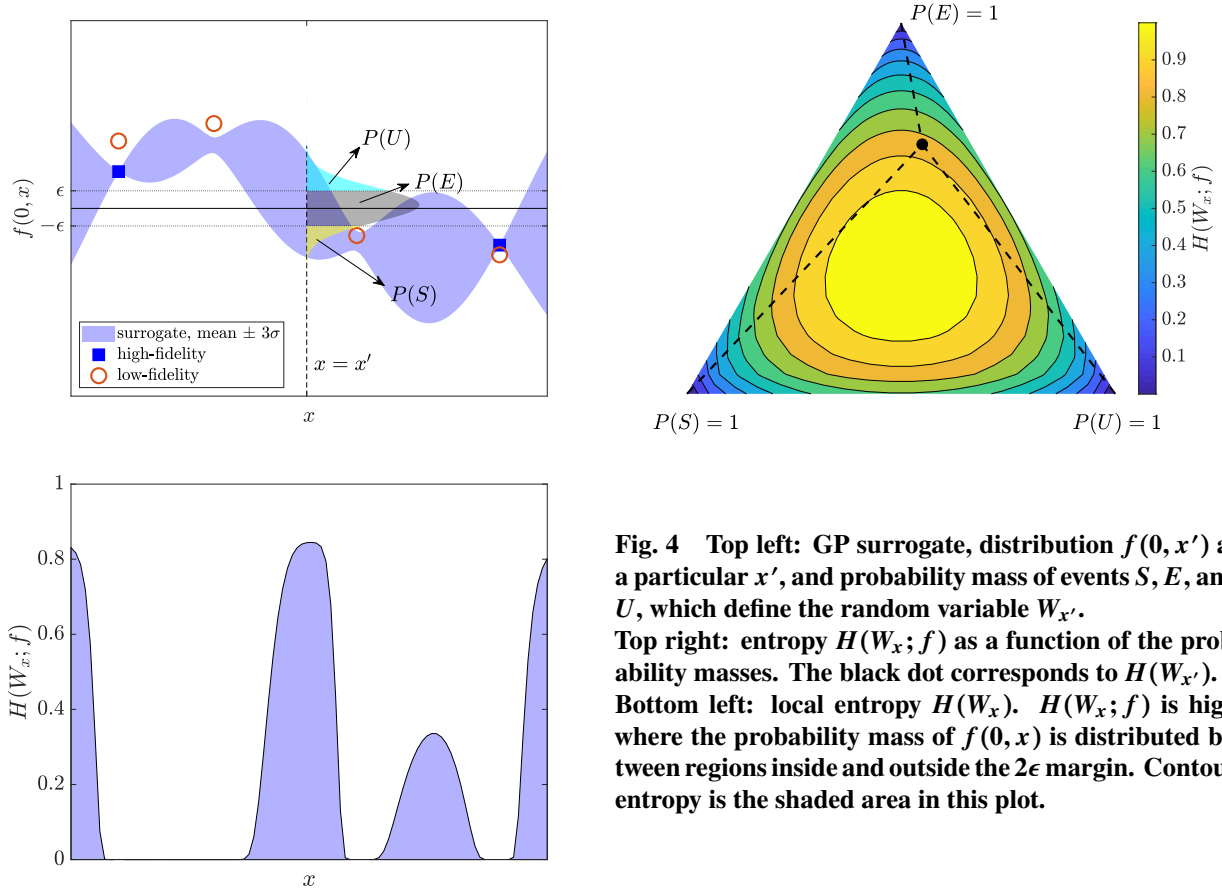 P(U)
P(E)
ϵ
−ϵ
f(0, x)
P(S)
surrogate, mean ± 3σ
high-fidelity
low-fidelity
x = x′
x
P(E) = 1
P(S) = 1
P(U) = 1
0.9
0.8
0.7
0.6
0.5
0.4
0.3
0.2
0.1
H(W_x; f)
1
0.8
0.6
0.4
0.2
0
H(W_x; f)
x
Fig. 4 Top left: GP surrogate, distribution f(0, x′) a
a particular x′, and probability mass of events S, E, an
U, which define the random variable W_x′.
Top right: entropy H(W_x; f) as a function of the prob
ability masses. The black dot corresponds to H(W_x′).
Bottom left: local entropy H(W_x). H(W_x; f) is hig
where the probability mass of f(0, x) is distributed b
tween regions inside and outside the 2ϵ margin. Contou
entropy is the shaded area in this plot.